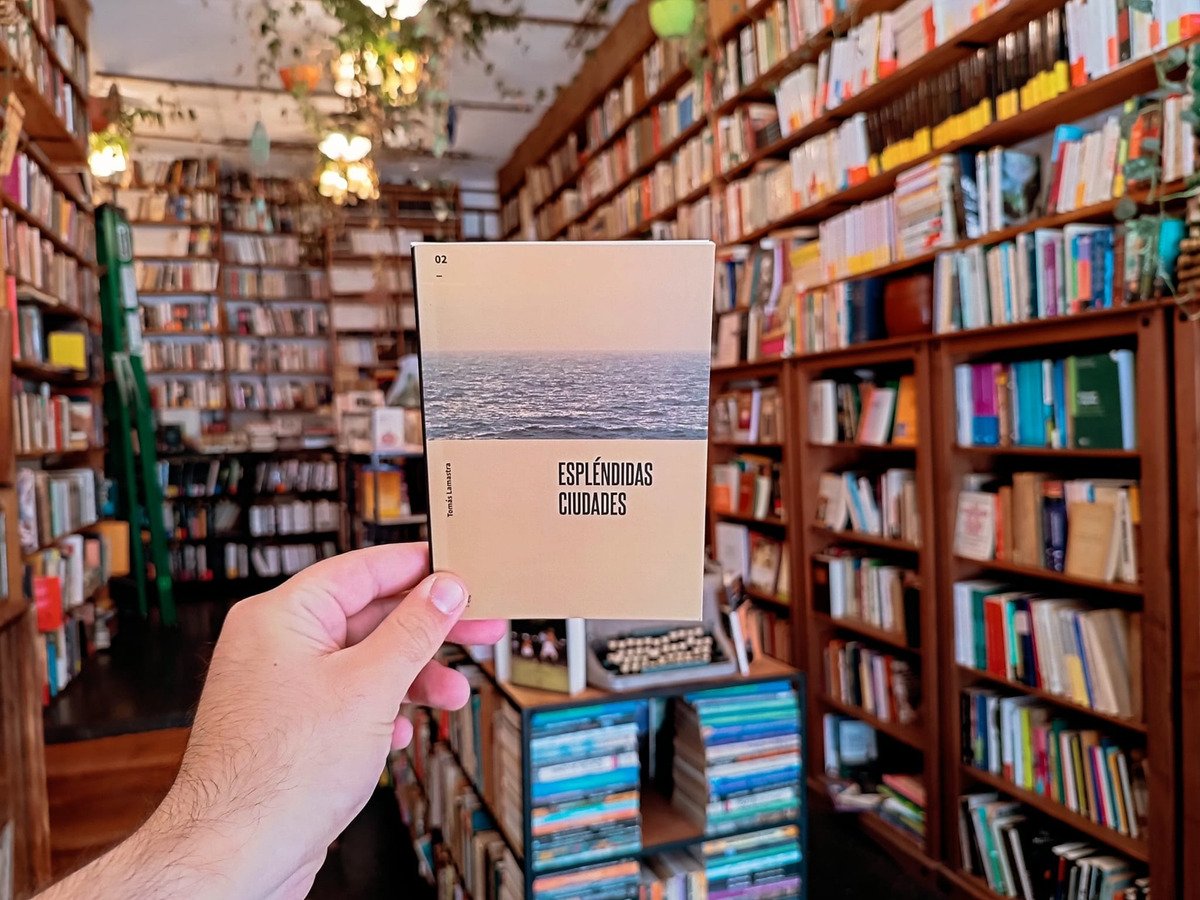 02
–
Tomás Lamastra
ESPLÉNDIDAS
CIUDADES